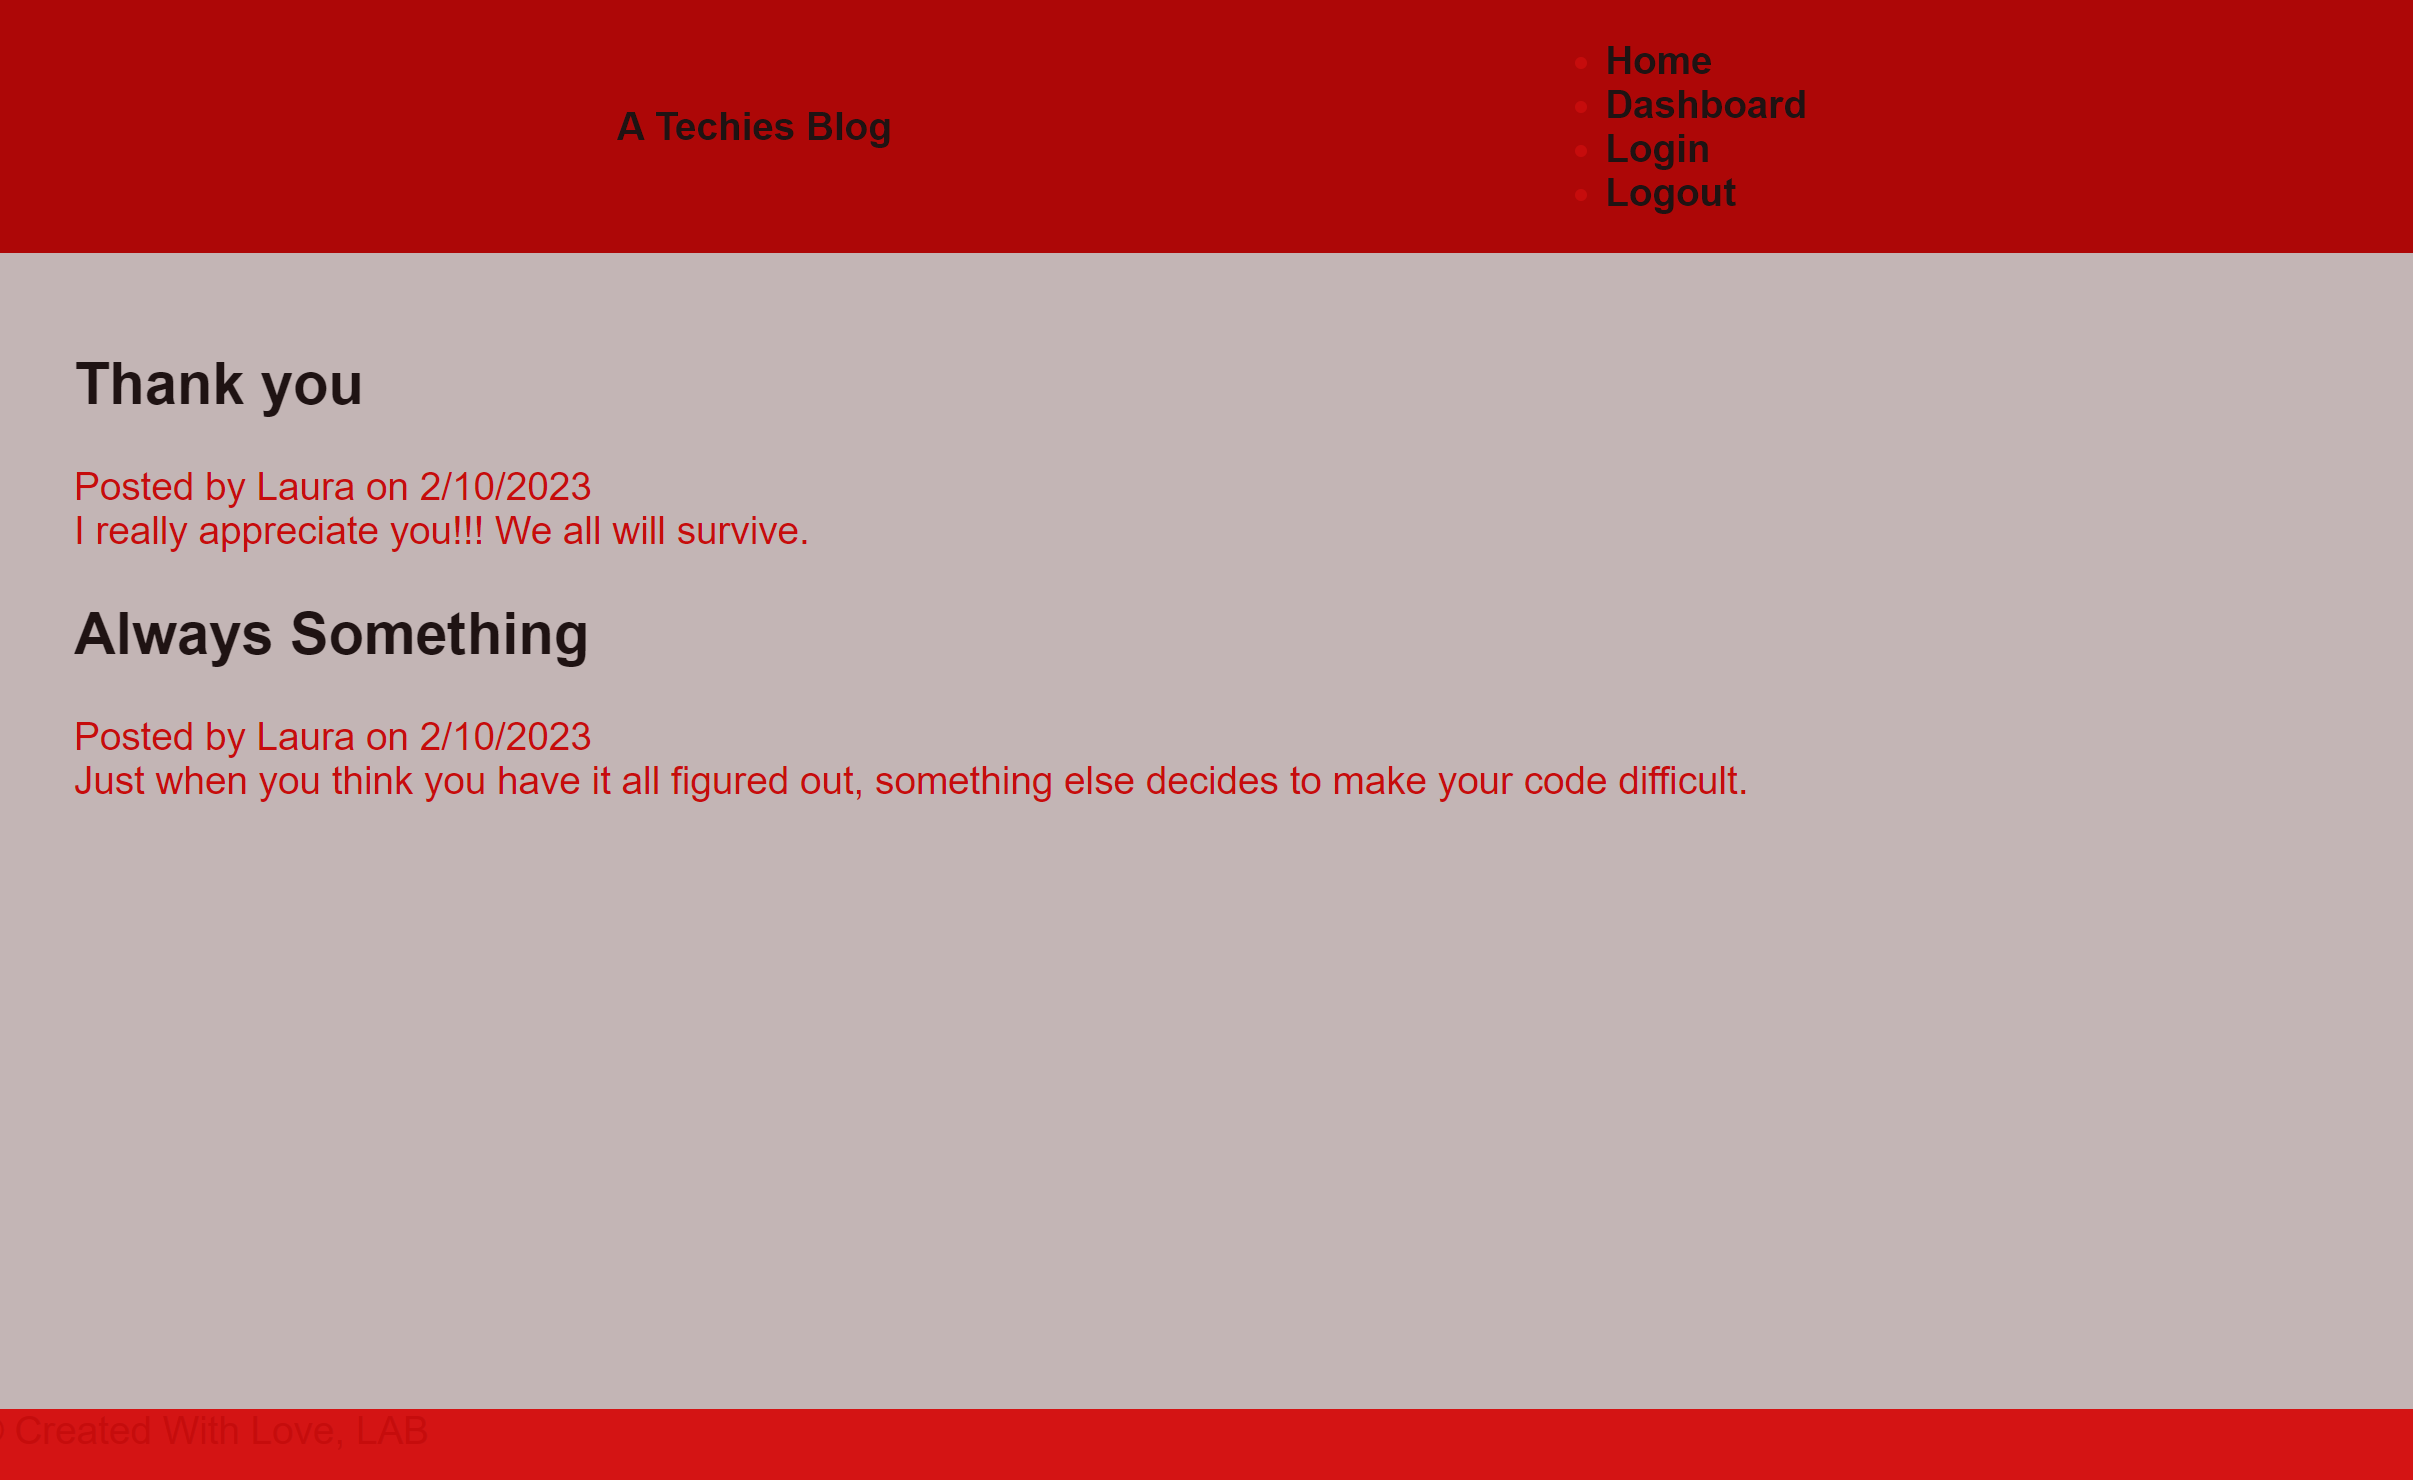 A Techies Blog
Home
Dashboard
Login
Logout
Thank you
Posted by Laura on 2/10/2023
I really appreciate you!!! We all will survive.
Always Something
Posted by Laura on 2/10/2023
Just when you think you have it all figured out, something else decides to make your code difficult.
Created With Love, LAB